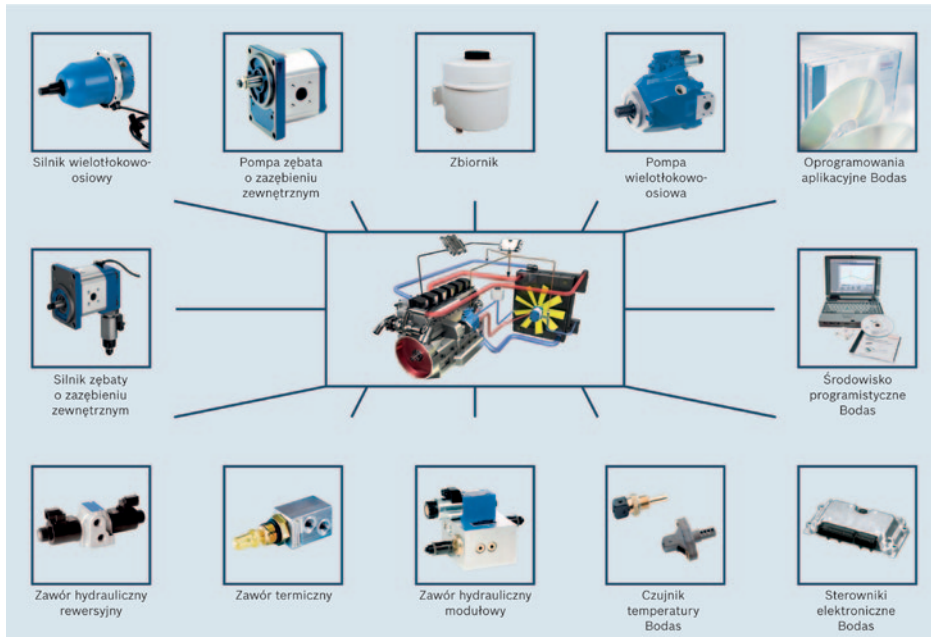 Silnik wielotłokowo-
osiowy
Pompa zębata
o zazębieniu
zewnętrznym
Zbiornik
Pompa
wielotłokowo-
osiowa
Oprogramowania
aplikacyjne Bodas
Silnik zębaty
o zazębieniu
zewnętrznym
Środowisko
programistyczne
Bodas
Zawór hydrauliczny
rewersyjny
Zawór termiczny
Zawór hydrauliczny
modułowy
Czujnik
temperatury
Bodas
Sterowniki
elektroniczne
Bodas